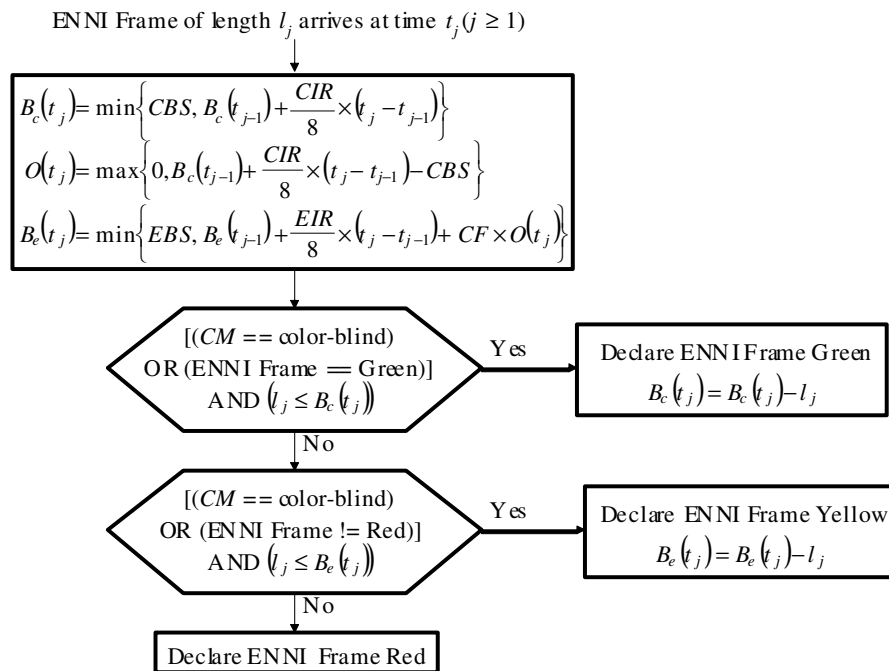 ENNI Frame of length l_j arrives at time t_j (j ≥ 1)
B_c(t_j) = min{CBS, B_c(t_{j-1}) + CIR/8 × (t_j − t_{j-1})}
O(t_j) = max{0, B_c(t_{j-1}) + CIR/8 × (t_j − t_{j-1}) − CBS}
B_e(t_j) = min{EBS, B_e(t_{j-1}) + EIR/8 × (t_j − t_{j-1}) + CF × O(t_j)}
[(CM == color-blind)
OR (ENNI Frame == Green)]
AND (l_j ≤ B_c(t_j))
Yes
Declare ENNI Frame Green
B_c(t_j) = B_c(t_j) − l_j
No
[(CM == color-blind)
OR (ENNI Frame != Red)]
AND (l_j ≤ B_e(t_j))
Yes
Declare ENNI Frame Yellow
B_e(t_j) = B_e(t_j) − l_j
No
Declare ENNI Frame Red